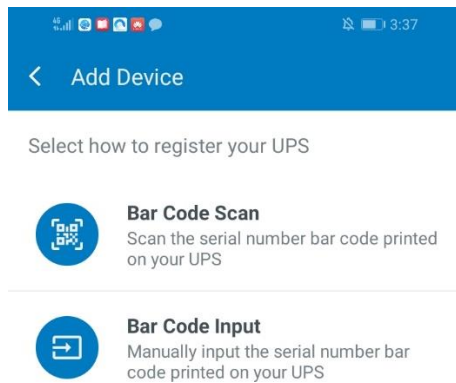 4G
3:37
Add Device
Select how to register your UPS
Bar Code Scan
Scan the serial number bar code printed
on your UPS
Bar Code Input
Manually input the serial number bar
code printed on your UPS